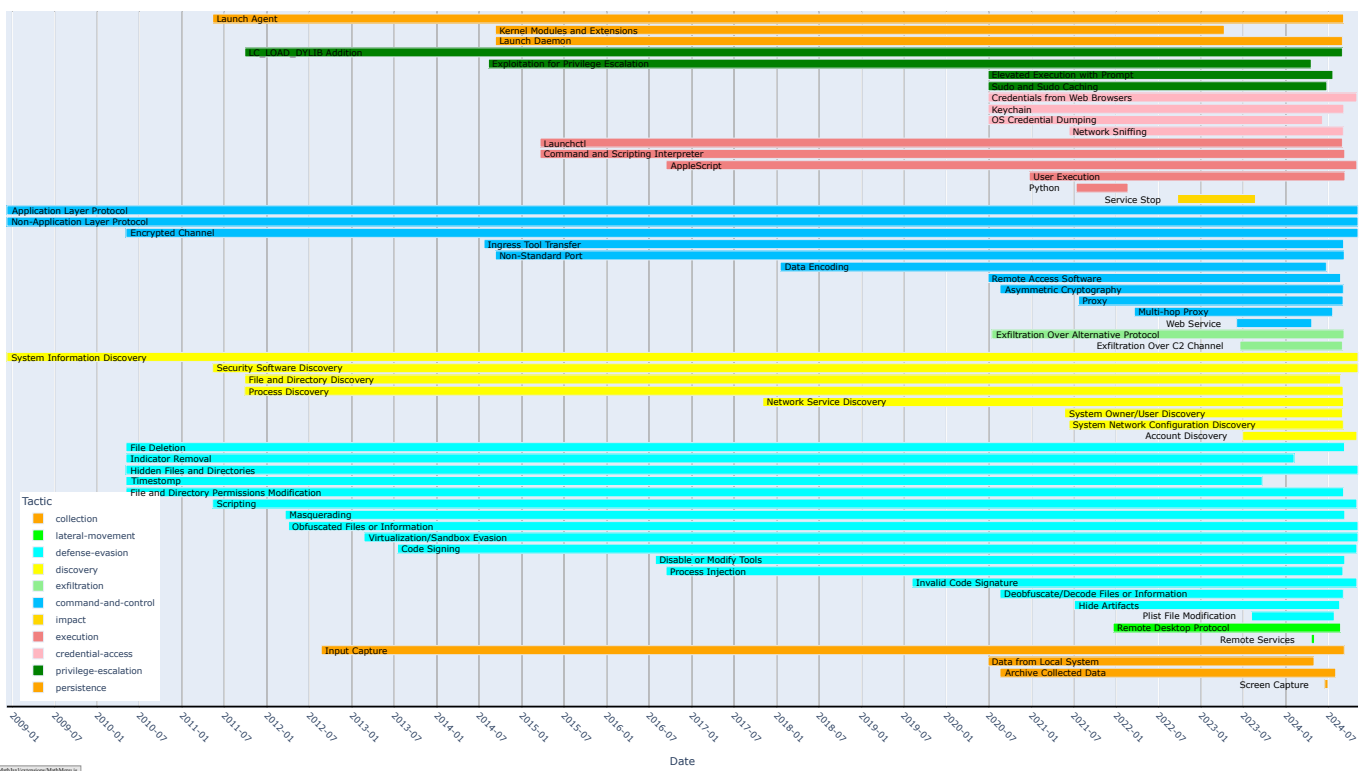 Launch Agent
Kernel Modules and Extensions
Launch Daemon
LC_LOAD_DYLIB Addition
Exploitation for Privilege Escalation
Elevated Execution with Prompt
Sudo and Sudo Caching
Credentials from Web Browsers
Keychain
OS Credential Dumping
Network Sniffing
Launchctl
Command and Scripting Interpreter
AppleScript
User Execution
Python
Service Stop
Application Layer Protocol
Non-Application Layer Protocol
Encrypted Channel
Ingress Tool Transfer
Non-Standard Port
Data Encoding
Remote Access Software
Asymmetric Cryptography
Proxy
Multi-hop Proxy
Web Service
Exfiltration Over Alternative Protocol
Exfiltration Over C2 Channel
System Information Discovery
Security Software Discovery
File and Directory Discovery
Process Discovery
Network Service Discovery
System Owner/User Discovery
System Network Configuration Discovery
Account Discovery
File Deletion
Indicator Removal
Hidden Files and Directories
Timestomp
File and Directory Permissions Modification
Scripting
Masquerading
Obfuscated Files or Information
Virtualization/Sandbox Evasion
Code Signing
Disable or Modify Tools
Process Injection
Invalid Code Signature
Deobfuscate/Decode Files or Information
Hide Artifacts
Plist File Modification
Remote Desktop Protocol
Remote Services
Input Capture
Data from Local System
Archive Collected Data
Screen Capture
Tactic
collection
lateral-movement
defense-evasion
discovery
exfiltration
command-and-control
impact
execution
credential-access
privilege-escalation
persistence
2009-01
2009-07
2010-01
2010-07
2011-01
2011-07
2012-01
2012-07
2013-01
2013-07
2014-01
2014-07
2015-01
2015-07
2016-01
2016-07
2017-01
2017-07
2018-01
2018-07
2019-01
2019-07
2020-01
2020-07
2021-01
2021-07
2022-01
2022-07
2023-01
2023-07
2024-01
2024-07
Date